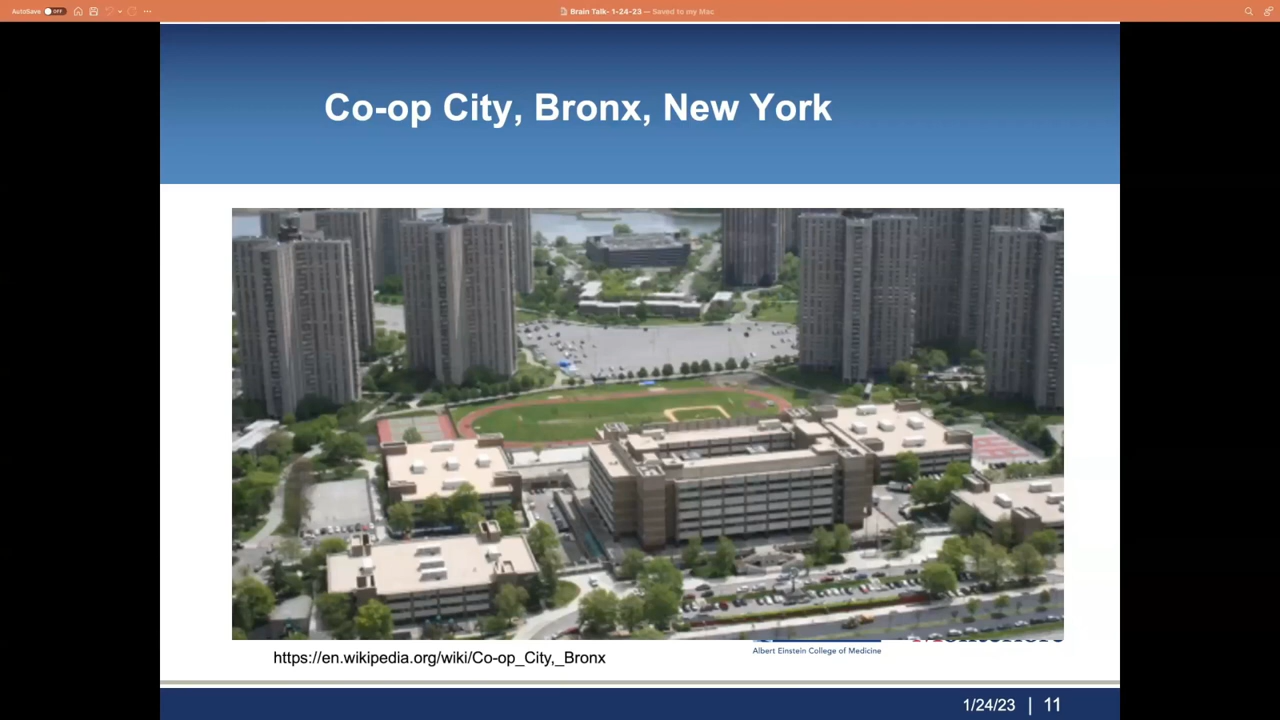 AutoSave OFF
Brain Talk- 1-24-23 — Saved to my Mac
Co-op City, Bronx, New York
Albert Einstein College of Medicine
https://en.wikipedia.org/wiki/Co-op_City,_Bronx
1/24/23 | 11